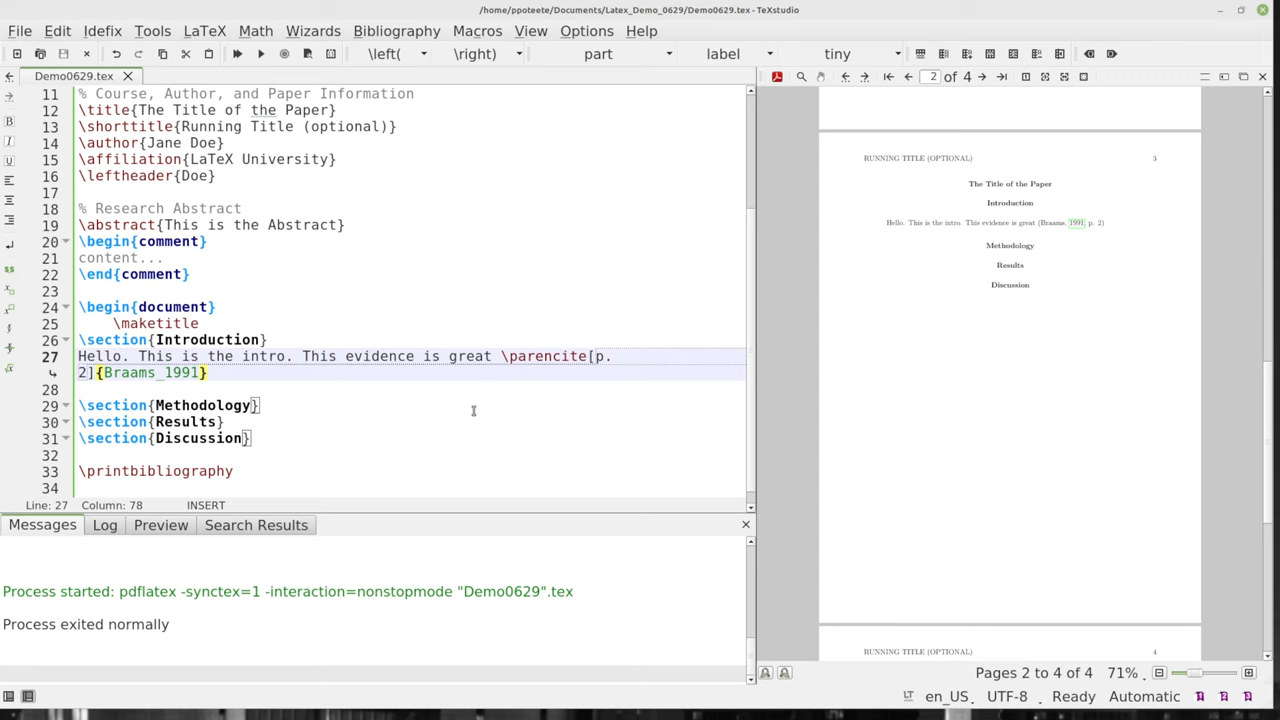 /home/ppoteete/Documents/Latex_Demo_0629/Demo0629.tex - TeXstudio
File Edit Idefix Tools LaTeX Math Wizards Bibliography Macros View Options Help
\left( \right) part label tiny
Demo0629.tex
2 of 4
11 % Course, Author, and Paper Information
12 \title{The Title of the Paper}
13 \shorttitle{Running Title (optional)}
14 \author{Jane Doe}
15 \affiliation{LaTeX University}
16 \leftheader{Doe}
17
18 % Research Abstract
19 \abstract{This is the Abstract}
20 \begin{comment}
21 content...
22 \end{comment}
23
24 \begin{document}
25 \maketitle
26 \section{Introduction}
27 Hello. This is the intro. This evidence is great \parencite[p.
2]{Braams_1991}
28
29 \section{Methodology}
30 \section{Results}
31 \section{Discussion}
32
33 \printbibliography
34
Line: 27 Column: 78 INSERT
Messages Log Preview Search Results
Process started: pdflatex -synctex=1 -interaction=nonstopmode "Demo0629".tex
Process exited normally
RUNNING TITLE (OPTIONAL) 3
The Title of the Paper
Introduction
Hello. This is the intro. This evidence is great (Braams, 1991, p. 2)
Methodology
Results
Discussion
RUNNING TITLE (OPTIONAL) 4
Pages 2 to 4 of 4 71%
LT en_US UTF-8 Ready Automatic